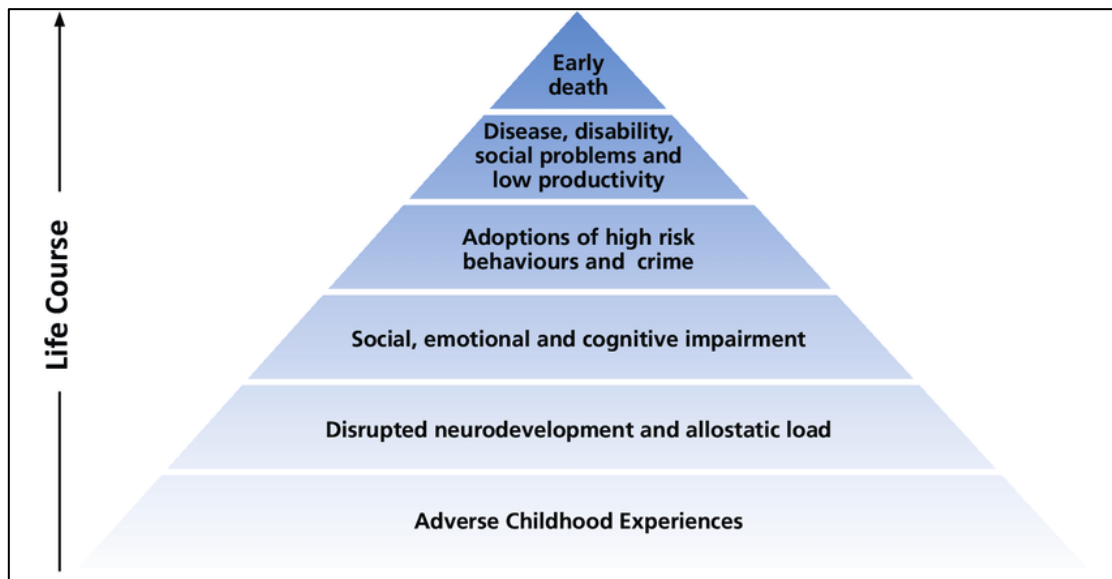 Early
death
Disease, disability,
social problems and
low productivity
Adoptions of high risk
behaviours and  crime
Social, emotional and cognitive impairment
Disrupted neurodevelopment and allostatic load
Adverse Childhood Experiences
Life Course